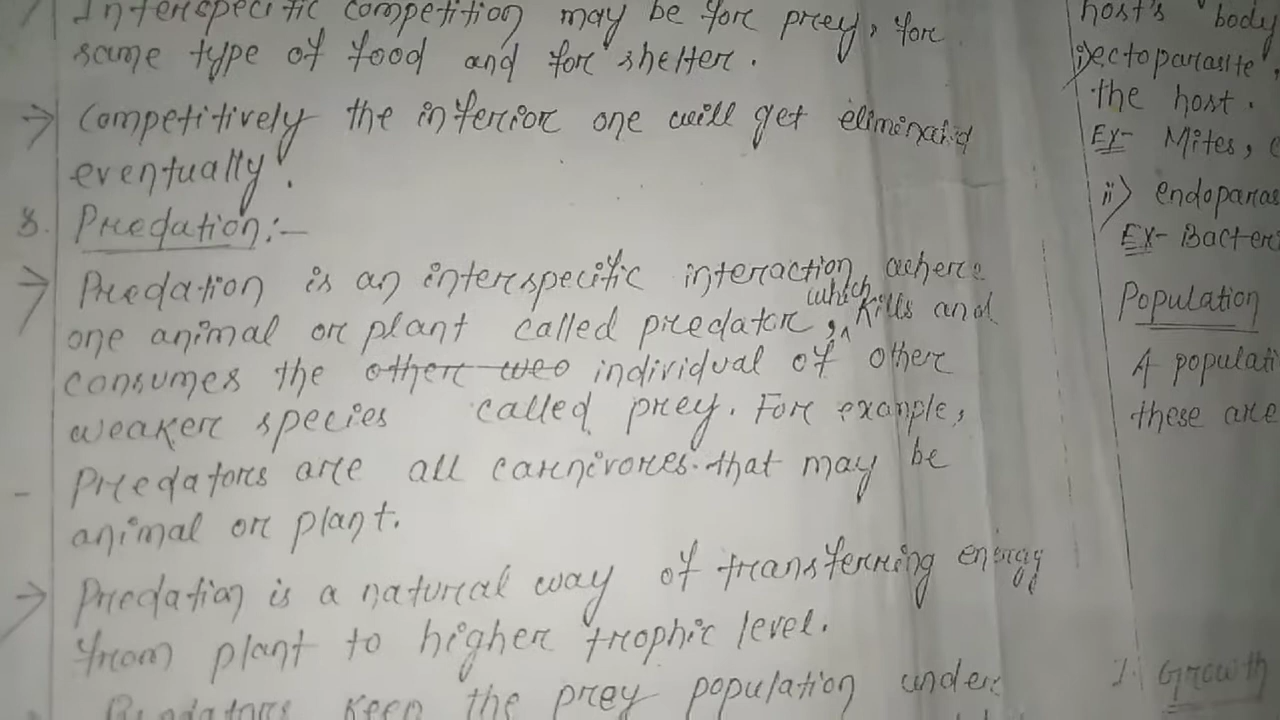 Interspecific competition may be for prey, for
same type of food and for shelter.
→ Competitively the inferior one will get eliminated
eventually.
8. Predation:-
→ Predation is an interspecific interaction, where
one animal or plant called predator, which kills and
consumes the other two individual of other
weaker species called prey. For example,
- Predators are all carnivores that may be
animal or plant.
→ Predation is a natural way of transferring energy
from plant to higher trophic level.
Predators keep the prey population under
host's body
i) ectoparasite
the host.
Ex- Mites,
ii) endoparas
Ex- Bacter
Population
A populati
these are
1. Growth